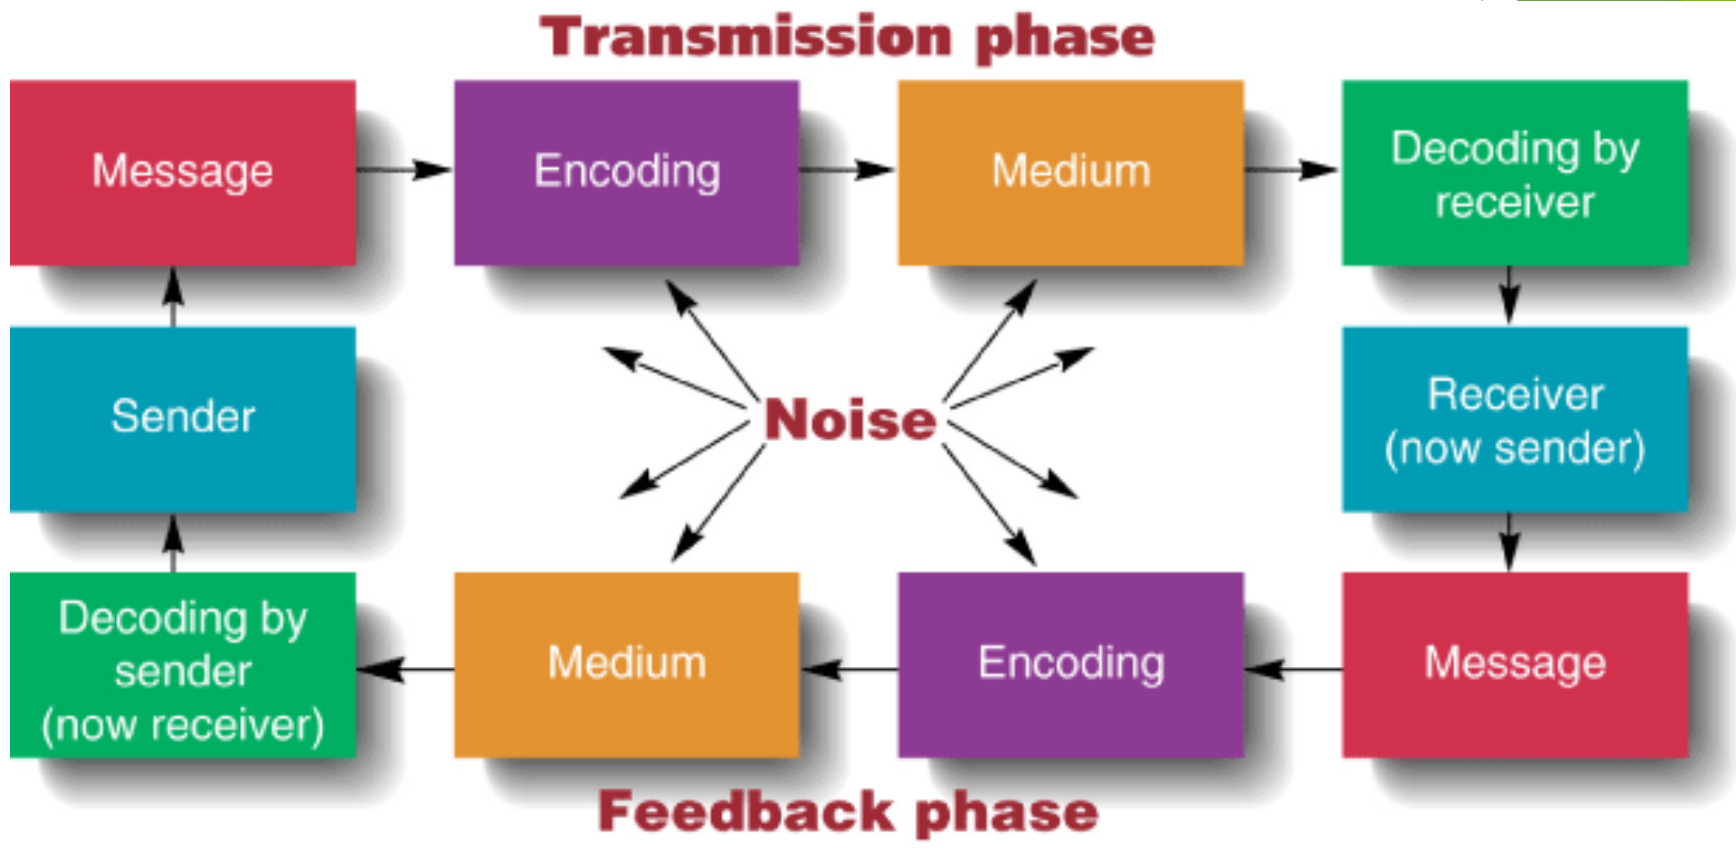 Transmission phase
Message
Encoding
Medium
Decoding by
receiver
Sender
Noise
Receiver
(now sender)
Decoding by
sender
(now receiver)
Medium
Encoding
Message
Feedback phase